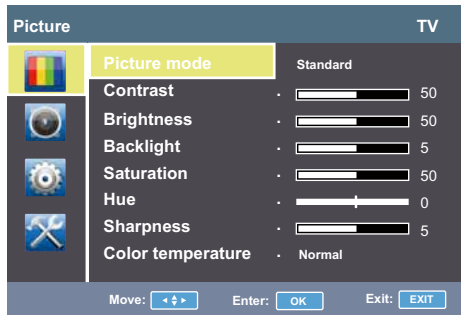 Picture TV
Picture mode Standard
Contrast 50
Brightness 50
Backlight 5
Saturation 50
Hue 0
Sharpness 5
Color temperature Normal
Move: Enter: OK Exit: EXIT